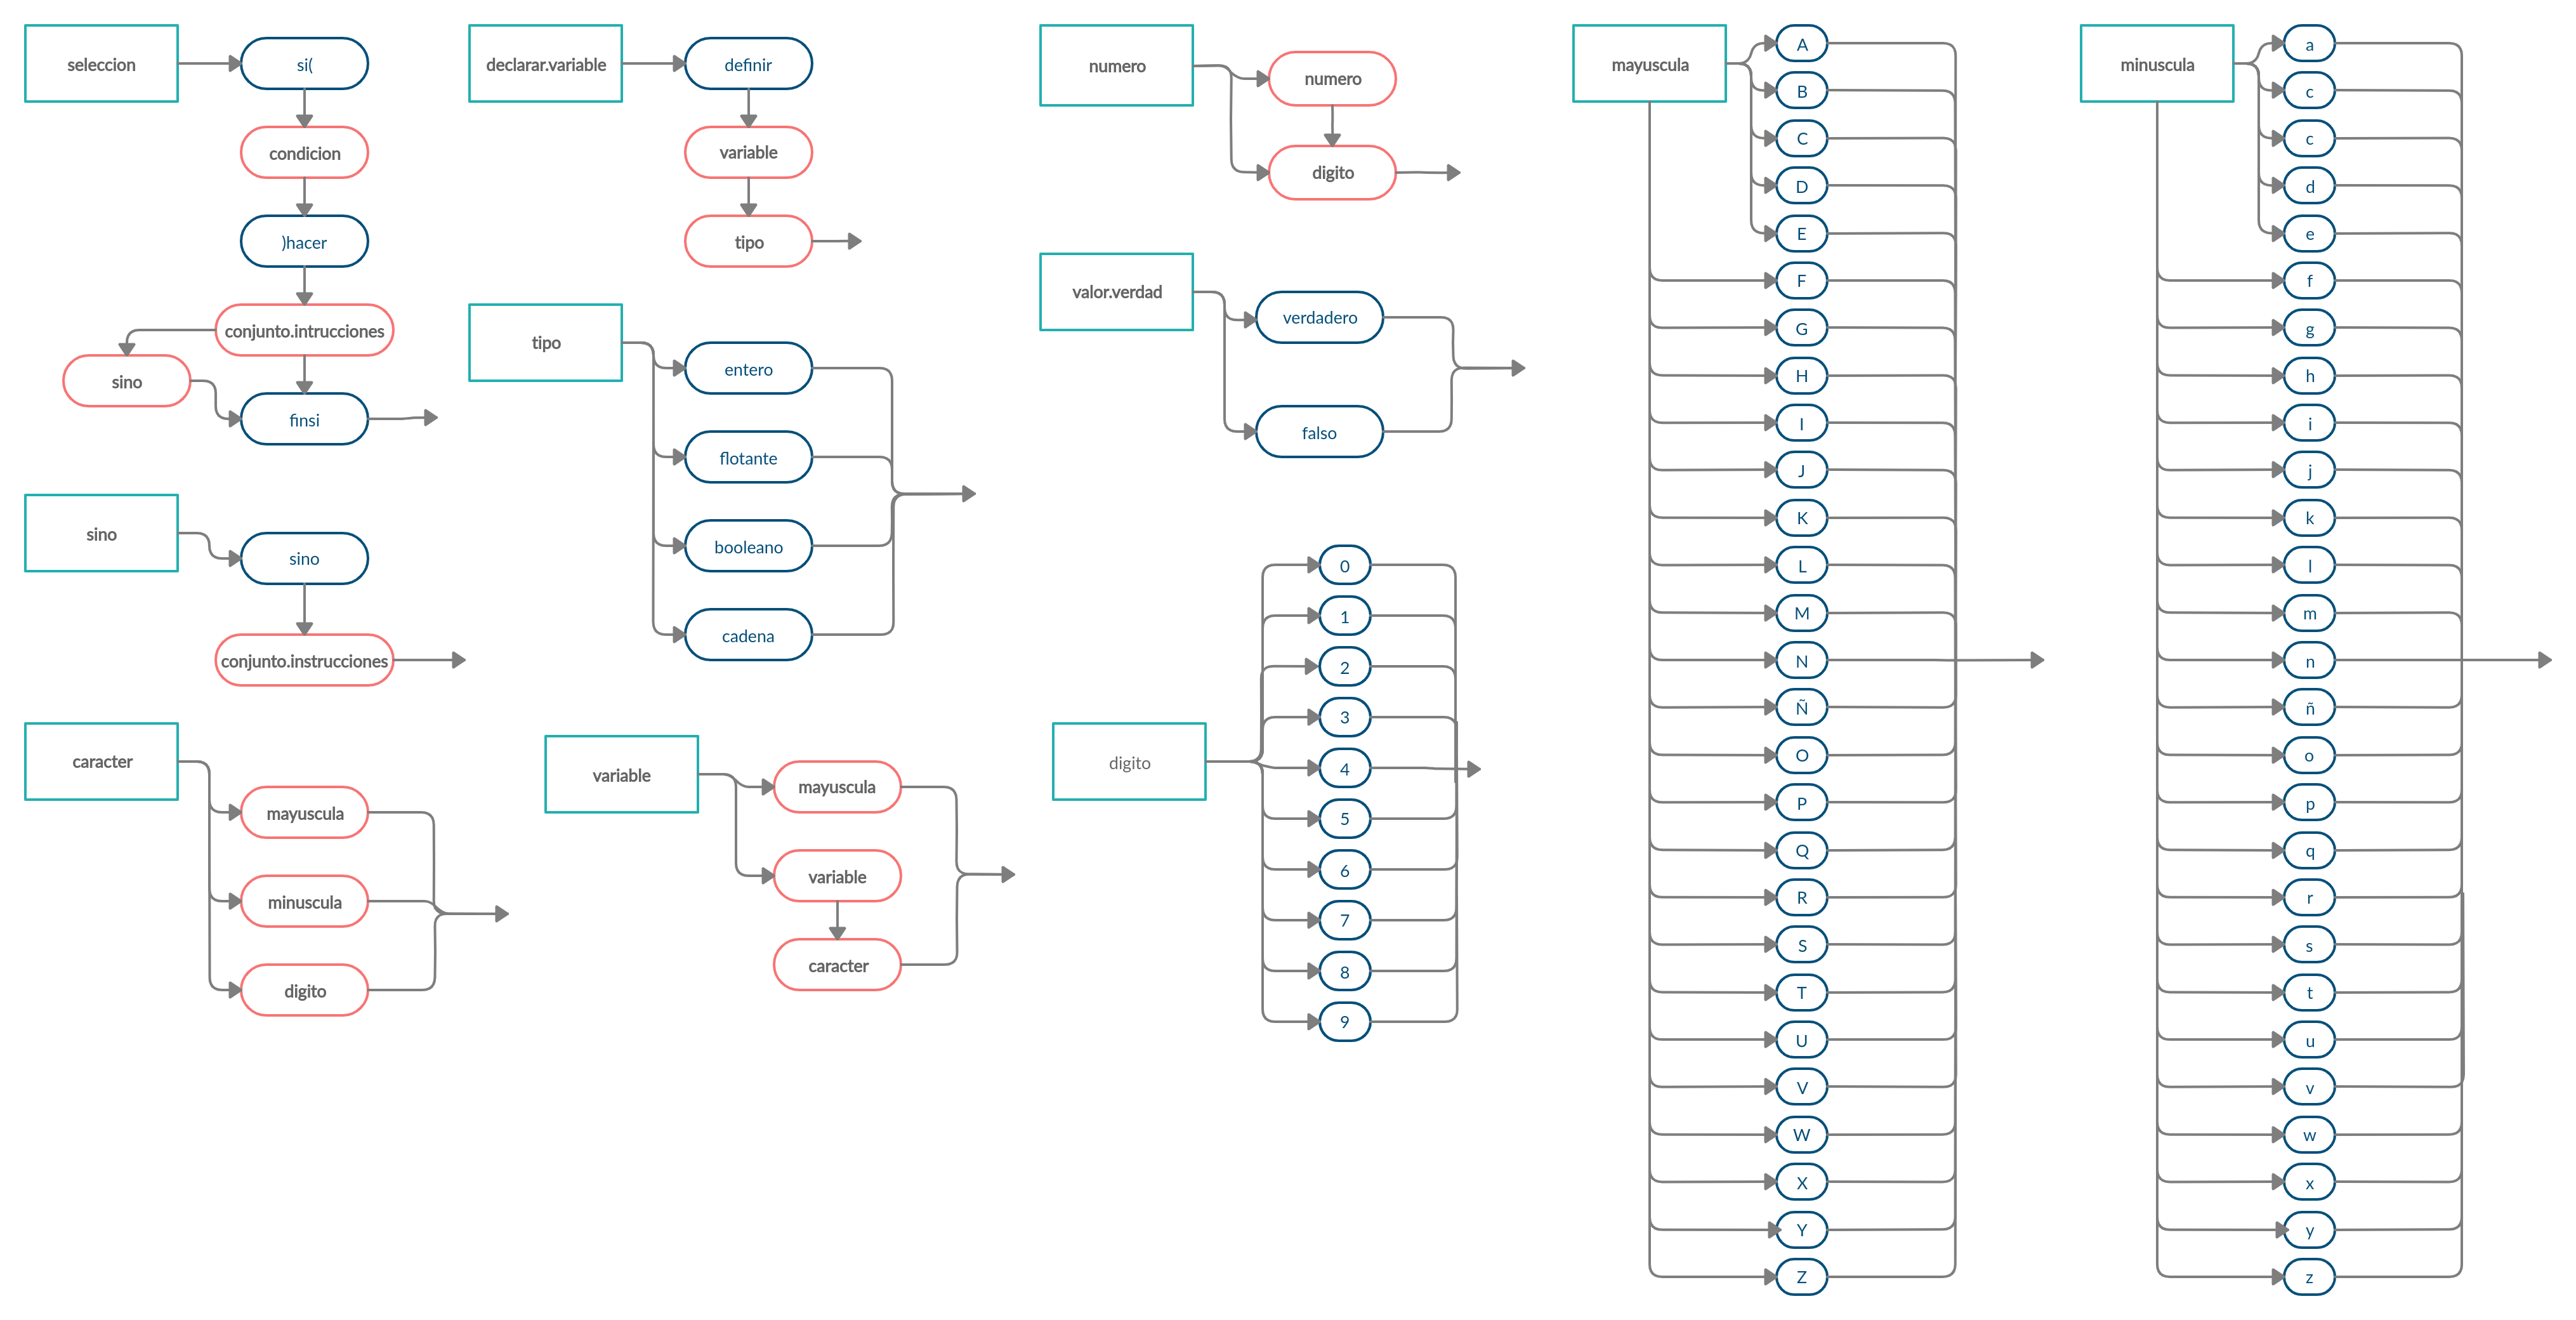 seleccion
si(
condicion
)hacer
conjunto.intrucciones
sino
finsi
sino
sino
conjunto.instrucciones
caracter
mayuscula
minuscula
digito
declarar.variable
definir
variable
tipo
tipo
entero
flotante
booleano
cadena
variable
mayuscula
variable
caracter
numero
numero
digito
valor.verdad
verdadero
falso
digito
0
1
2
3
4
5
6
7
8
9
mayuscula
A
B
C
D
E
F
G
H
I
J
K
L
M
N
Ñ
O
P
Q
R
S
T
U
V
W
X
Y
Z
minuscula
a
c
c
d
e
f
g
h
i
j
k
l
m
n
ñ
o
p
q
r
s
t
u
v
w
x
y
z